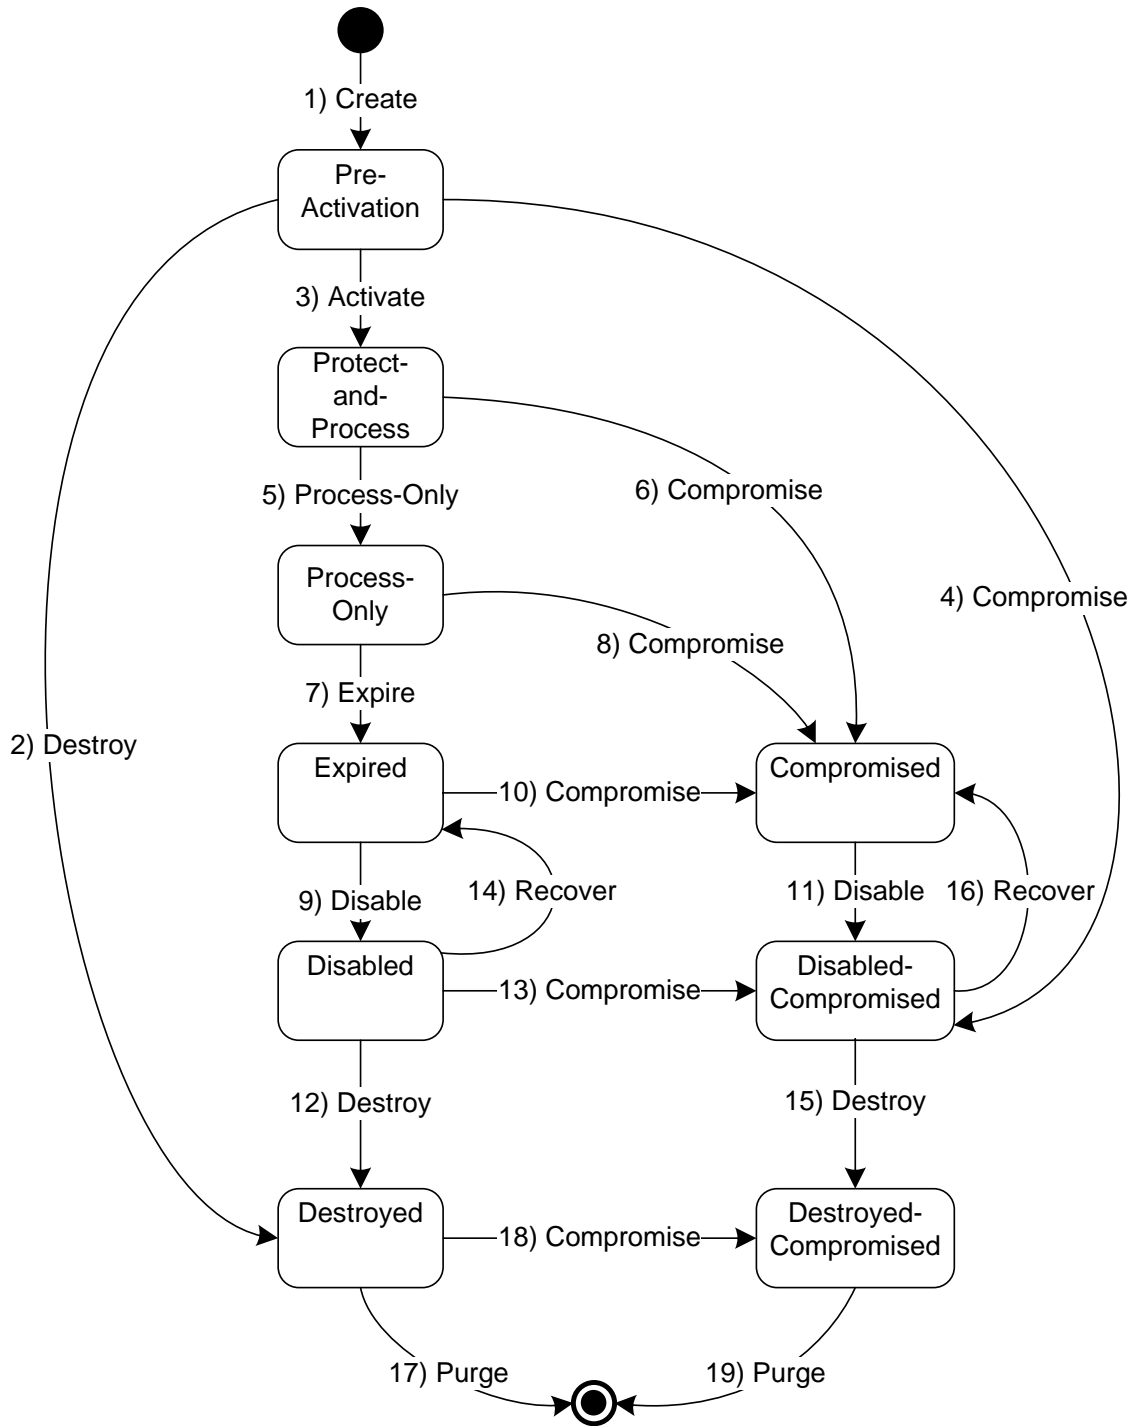 1) Create
Pre-
Activation
3) Activate
Protect-
and-
Process
5) Process-Only
6) Compromise
Process-
Only
4) Compromise
8) Compromise
7) Expire
2) Destroy
Expired
10) Compromise
Compromised
9) Disable
14) Recover
11) Disable
16) Recover
Disabled
13) Compromise
Disabled-
Compromised
12) Destroy
15) Destroy
Destroyed
18) Compromise
Destroyed-
Compromised
17) Purge
19) Purge